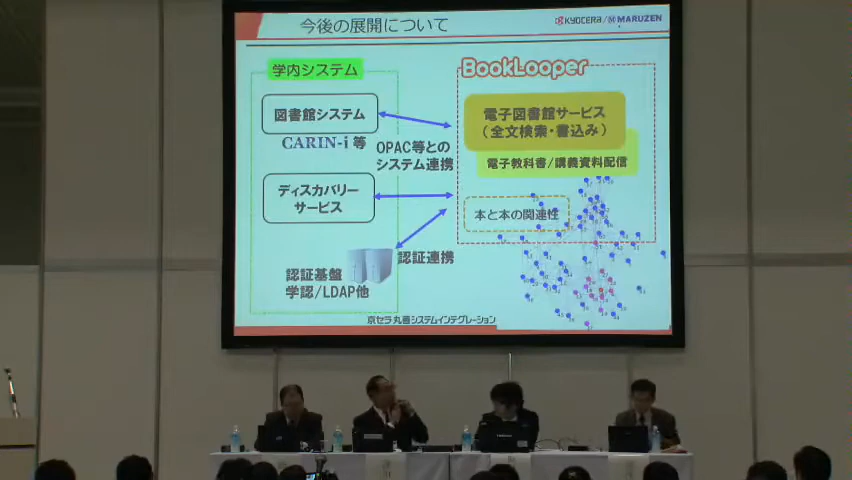 今後の展開について
KYOCERA / MARUZEN
学内システム
BookLooper
図書館システム
電子図書館サービス
(全文検索・書込み)
CARIN-i 等
OPAC等との
システム連携
電子教科書/講義資料配信
ディスカバリー
サービス
本と本の関連性
認証連携
認証基盤
学認/LDAP他
京セラ丸善システムインテグレーション